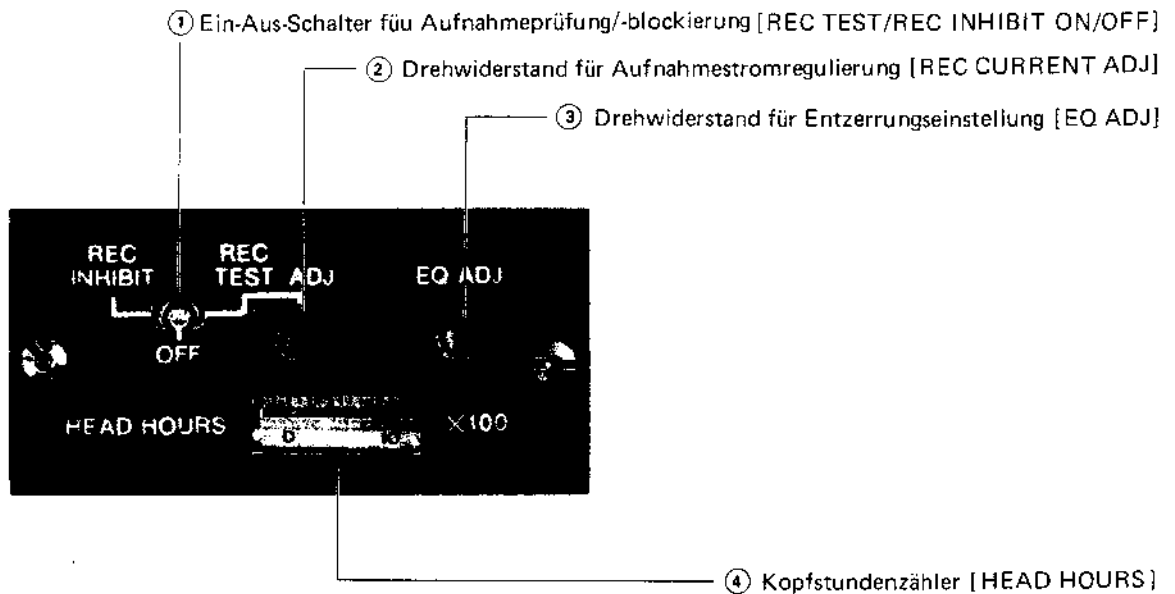 ① Ein-Aus-Schalter füu Aufnahmeprüfung/-blockierung [REC TEST/REC INHIBIT ON/OFF]
② Drehwiderstand für Aufnahmestromregulierung [REC CURRENT ADJ]
③ Drehwiderstand für Entzerrungseinstellung [EQ ADJ]
REC INHIBIT
REC TEST ADJ
EQ ADJ
OFF
HEAD HOURS
×100
④ Kopfstundenzähler [HEAD HOURS]